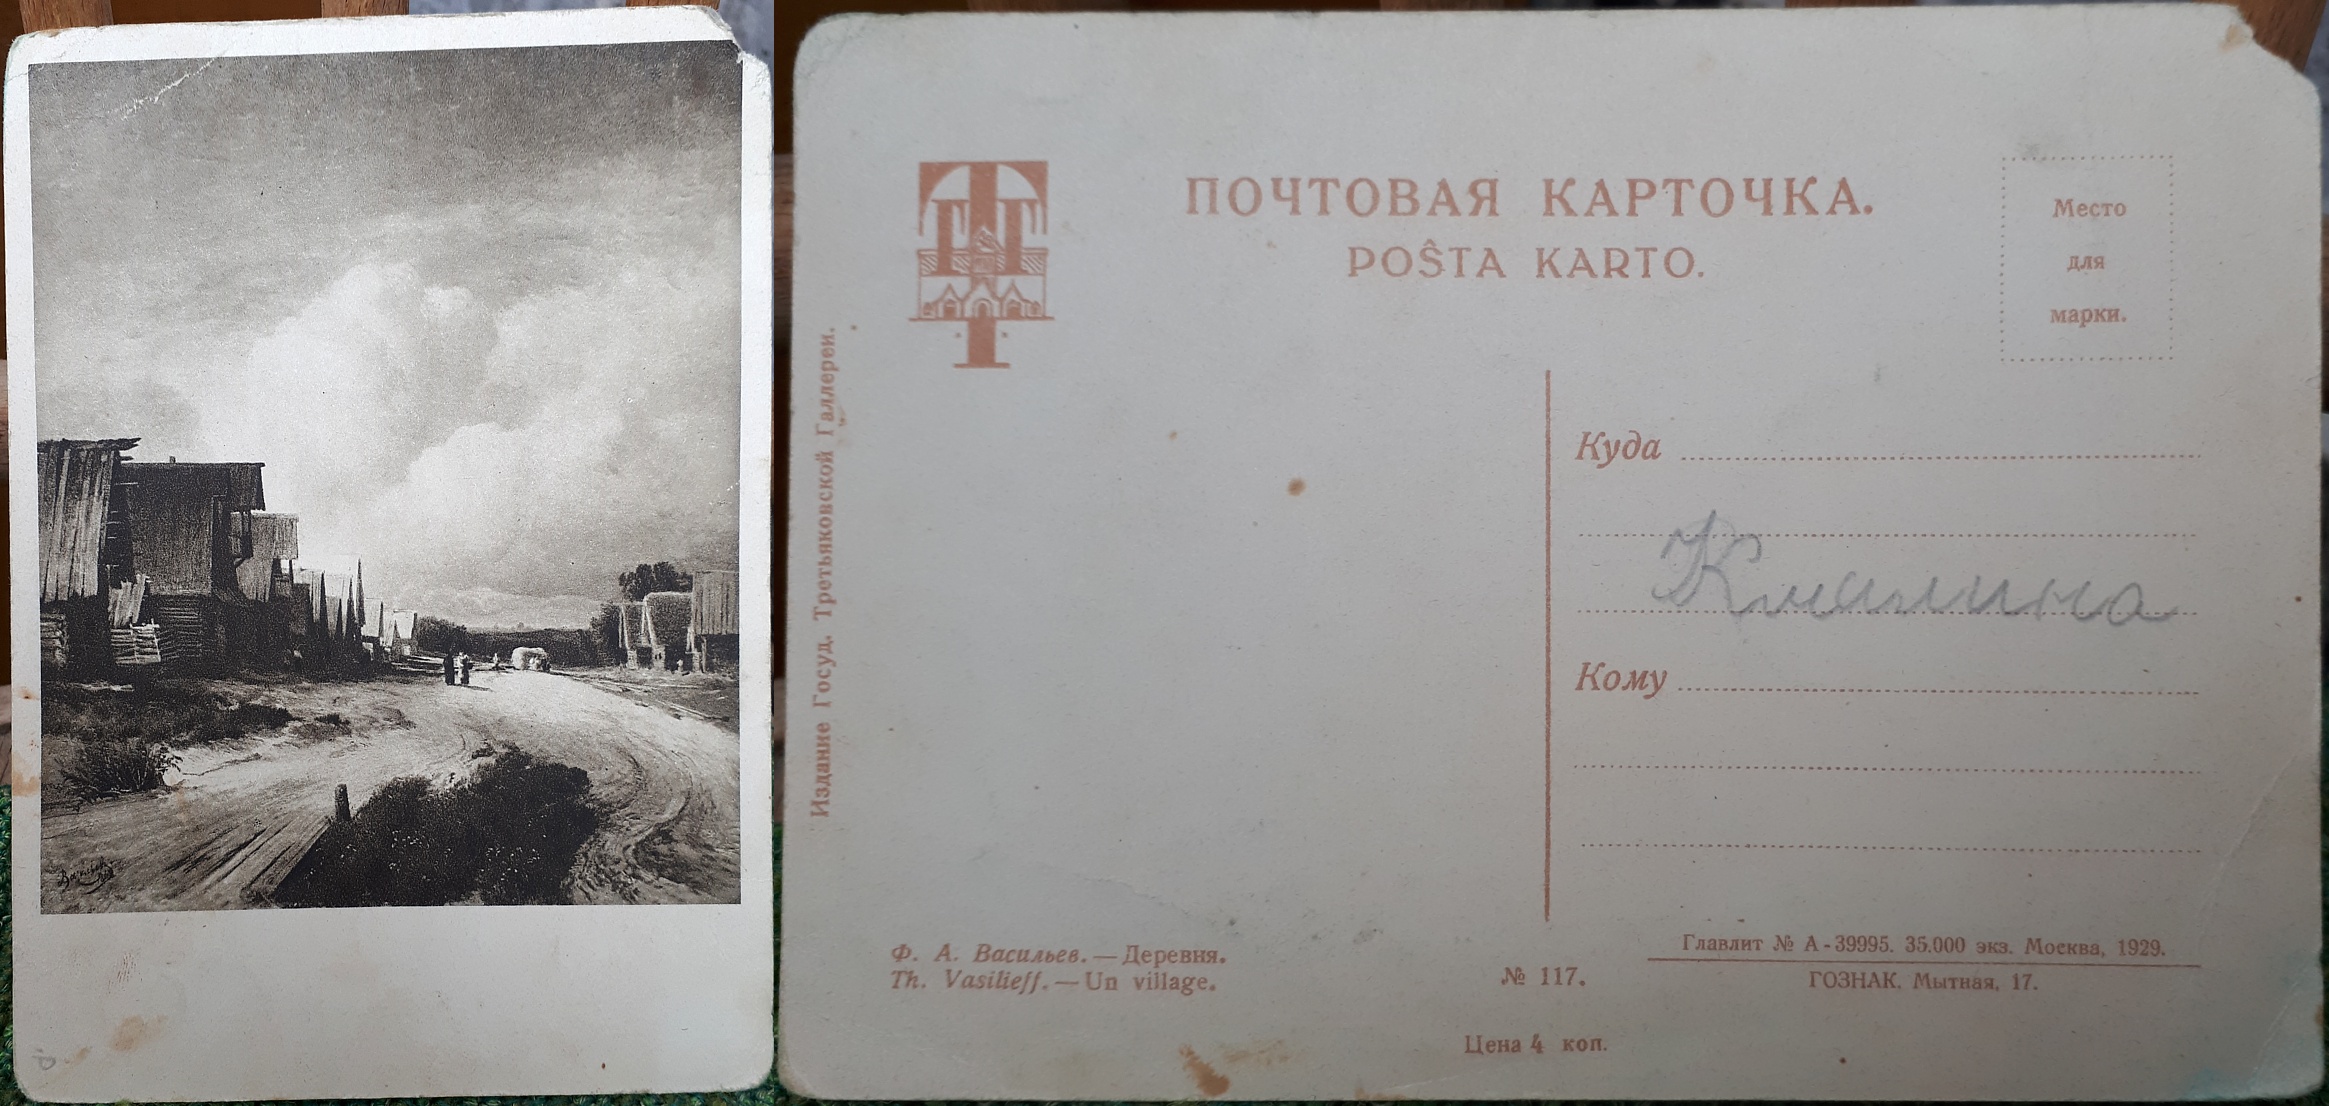 Васильев
ПОЧТОВАЯ КАРТОЧКА.
POŜTA KARTO.
Место
для
марки.
Издание Госуд. Третьяковской Галлереи.
Куда
Кому
Ф. А. Васильев. — Деревня.
Th. Vasilieff. — Un village.
№ 117.
Главлит № А-39995. 35.000 экз. Москва, 1929.
ГОЗНАК. Мытная, 17.
Цена 4 коп.